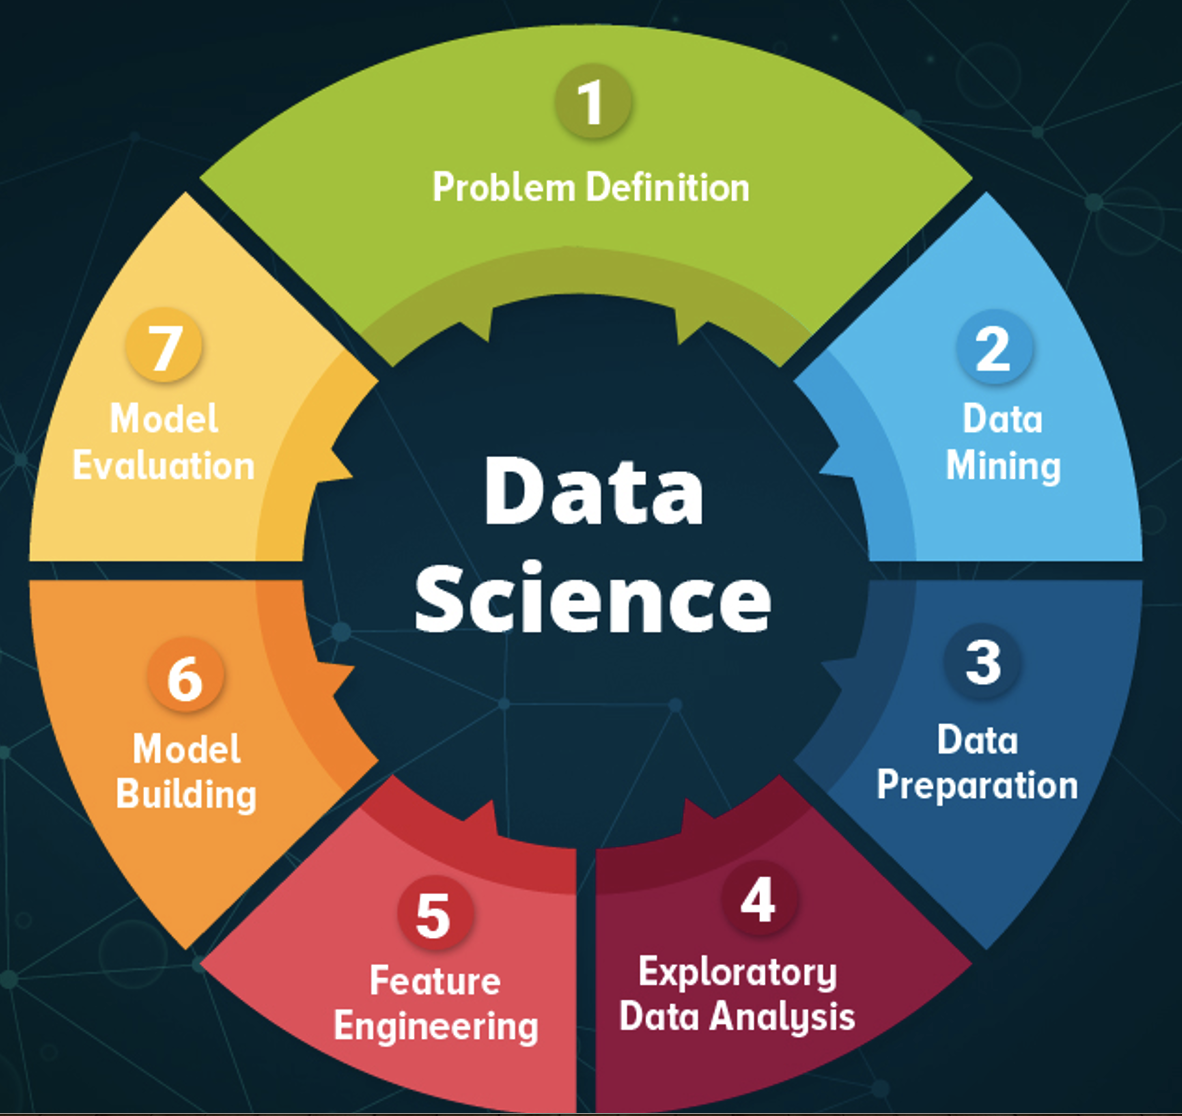 1
Problem Definition
2
Data
Mining
3
Data
Preparation
4
Exploratory
Data Analysis
5
Feature
Engineering
6
Model
Building
7
Model
Evaluation
Data
Science